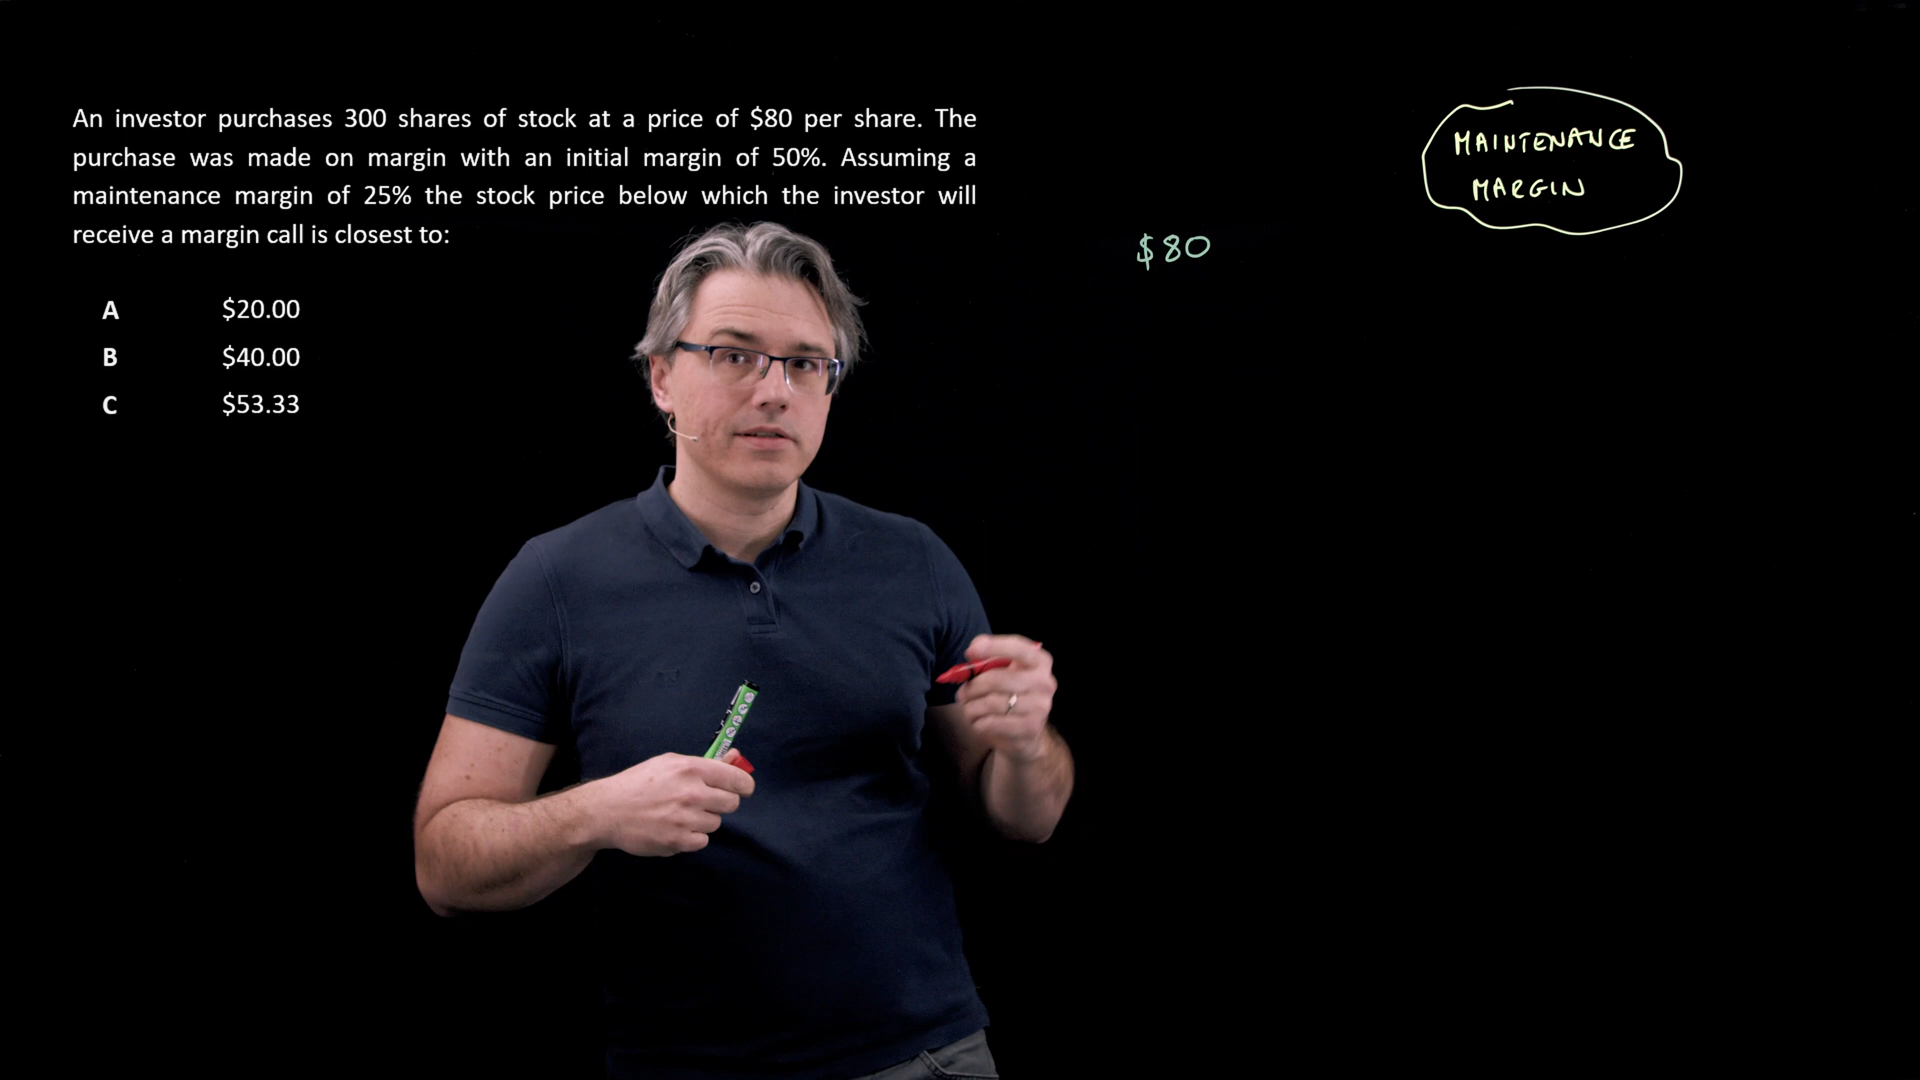 An investor purchases 300 shares of stock at a price of $80 per share. The
purchase was made on margin with an initial margin of 50%. Assuming a
maintenance margin of 25% the stock price below which the investor will
receive a margin call is closest to:
A $20.00
B $40.00
C $53.33
MAINTENANCE
MARGIN
$80